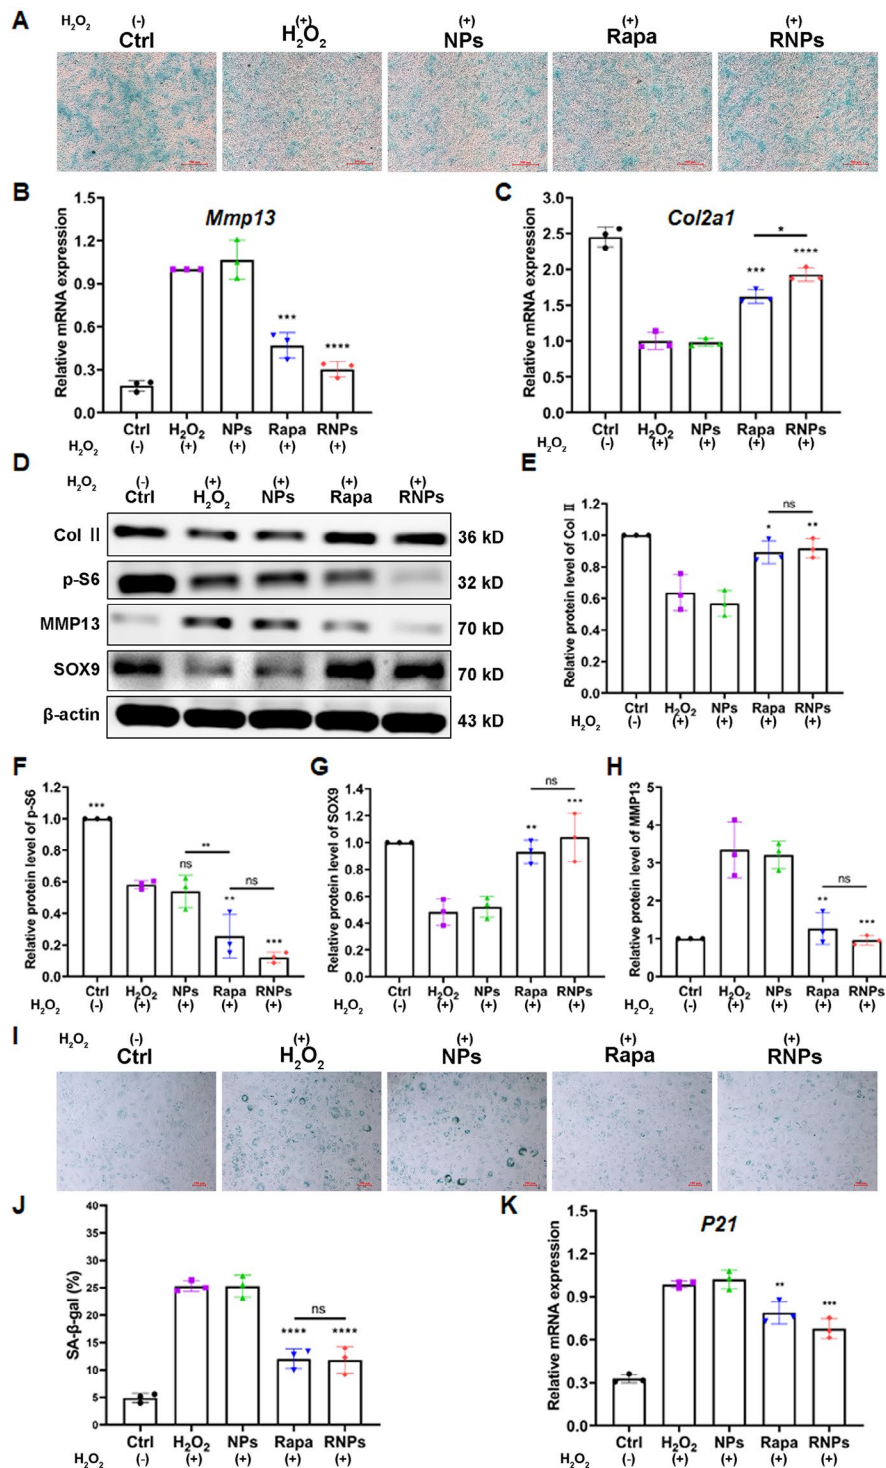 A H₂O₂ (-) (+) (+) (+) (+)
Ctrl H₂O₂ NPs Rapa RNPs
B
Mmp13
Relative mRNA expression
1.5
1.2
0.9
0.6
0.3
0.0
*** ****
Ctrl H₂O₂ NPs Rapa RNPs
H₂O₂ (-) (+) (+) (+) (+)
C
Col2a1
Relative mRNA expression
3.0
2.5
2.0
1.5
1.0
0.5
0.0
*
*** ****
Ctrl H₂O₂ NPs Rapa RNPs
H₂O₂ (-) (+) (+) (+) (+)
D
H₂O₂ (-) (+) (+) (+) (+)
Ctrl H₂O₂ NPs Rapa RNPs
Col Ⅱ 36 kD
p-S6 32 kD
MMP13 70 kD
SOX9 70 kD
β-actin 43 kD
E
Relative protein level of Col Ⅱ
1.2
1.0
0.8
0.6
0.4
0.2
0.0
ns
* **
Ctrl H₂O₂ NPs Rapa RNPs
H₂O₂ (-) (+) (+) (+) (+)
F
Relative protein level of p-S6
1.2
1.0
0.8
0.6
0.4
0.2
0.0
***
**
ns
ns
**
***
Ctrl H₂O₂ NPs Rapa RNPs
H₂O₂ (-) (+) (+) (+) (+)
G
Relative protein level of SOX9
1.4
1.2
1.0
0.8
0.6
0.4
0.2
0.0
ns
** ***
Ctrl H₂O₂ NPs Rapa RNPs
H₂O₂ (-) (+) (+) (+) (+)
H
Relative protein level of MMP13
5
4
3
2
1
0
ns
** ***
Ctrl H₂O₂ NPs Rapa RNPs
H₂O₂ (-) (+) (+) (+) (+)
I H₂O₂ (-) (+) (+) (+) (+)
Ctrl H₂O₂ NPs Rapa RNPs
J
SA-β-gal (%)
40
35
30
25
20
15
10
5
0
ns
**** ****
Ctrl H₂O₂ NPs Rapa RNPs
H₂O₂ (-) (+) (+) (+) (+)
K
P21
Relative mRNA expression
1.5
1.2
0.9
0.6
0.3
0.0
** ***
Ctrl H₂O₂ NPs Rapa RNPs
H₂O₂ (-) (+) (+) (+) (+)